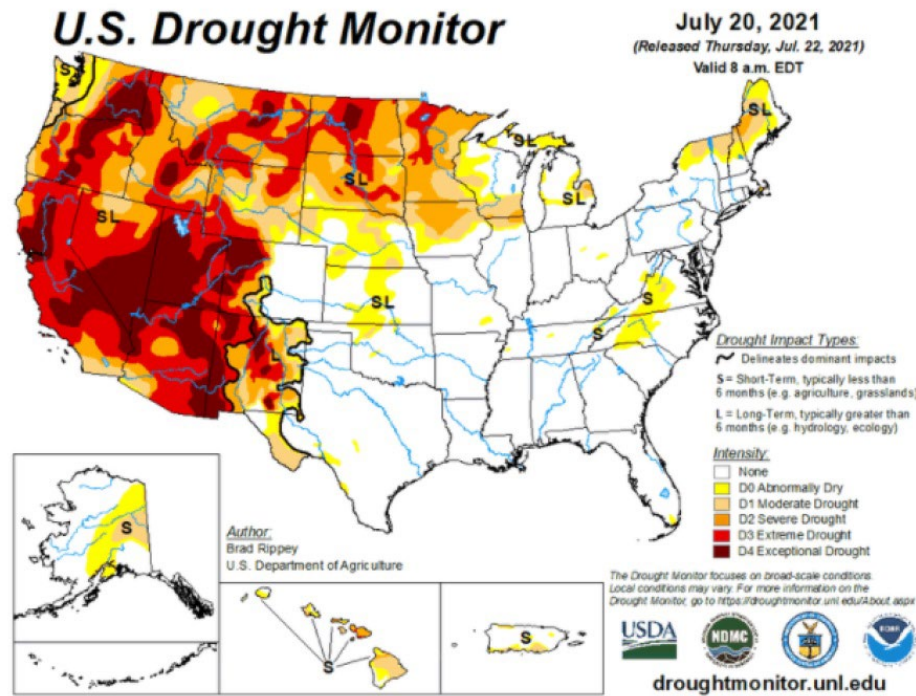 U.S. Drought Monitor
July 20, 2021
(Released Thursday, Jul. 22, 2021)
Valid 8 a.m. EDT
S
SL
SL
SL
SL
SL
SL
L
S
S
S
S
S
Drought Impact Types:
Delineates dominant impacts
S = Short-Term, typically less than
6 months (e.g. agriculture, grasslands)
L = Long-Term, typically greater than
6 months (e.g. hydrology, ecology)
Intensity:
None
D0 Abnormally Dry
D1 Moderate Drought
D2 Severe Drought
D3 Extreme Drought
D4 Exceptional Drought
Author:
Brad Rippey
U.S. Department of Agriculture
The Drought Monitor focuses on broad-scale conditions.
Local conditions may vary. For more information on the
Drought Monitor, go to https://droughtmonitor.unl.edu/About.aspx
USDA
NDMC
NOAA
droughtmonitor.unl.edu